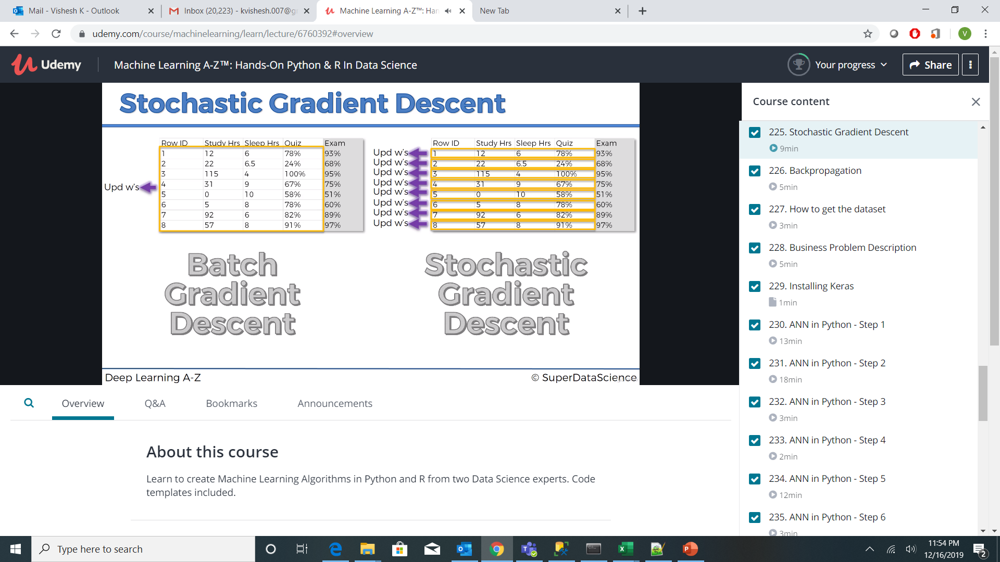 Mail - Vishesh K - Outlook
Inbox (20,223) - kvishesh.007@g
Machine Learning A-Z™: Han
New Tab
udemy.com/course/machinelearning/learn/lecture/6760392#overview
V
Udemy
Machine Learning A-Z™: Hands-On Python & R In Data Science
Your progress
Share
Stochastic Gradient Descent
Row ID Study Hrs Sleep Hrs Quiz Exam
1 12 6 78% 93%
2 22 6.5 24% 68%
3 115 4 100% 95%
4 31 9 67% 75%
5 0 10 58% 51%
6 5 8 78% 60%
7 92 6 82% 89%
8 57 8 91% 97%
Upd w's
Row ID Study Hrs Sleep Hrs Quiz Exam
Upd w's 1 12 6 78% 93%
Upd w's 2 22 6.5 24% 68%
Upd w's 3 115 4 100% 95%
Upd w's 4 31 9 67% 75%
Upd w's 5 0 10 58% 51%
Upd w's 6 5 8 78% 60%
Upd w's 7 92 6 82% 89%
Upd w's 8 57 8 91% 97%
Batch
Gradient
Descent
Stochastic
Gradient
Descent
Deep Learning A-Z
© SuperDataScience
Course content
225. Stochastic Gradient Descent
9min
226. Backpropagation
5min
227. How to get the dataset
3min
228. Business Problem Description
5min
229. Installing Keras
1min
230. ANN in Python - Step 1
13min
231. ANN in Python - Step 2
18min
232. ANN in Python - Step 3
3min
233. ANN in Python - Step 4
2min
234. ANN in Python - Step 5
12min
235. ANN in Python - Step 6
3min
Overview
Q&A
Bookmarks
Announcements
About this course
Learn to create Machine Learning Algorithms in Python and R from two Data Science experts. Code
templates included.
Type here to search
11:54 PM
12/16/2019
2